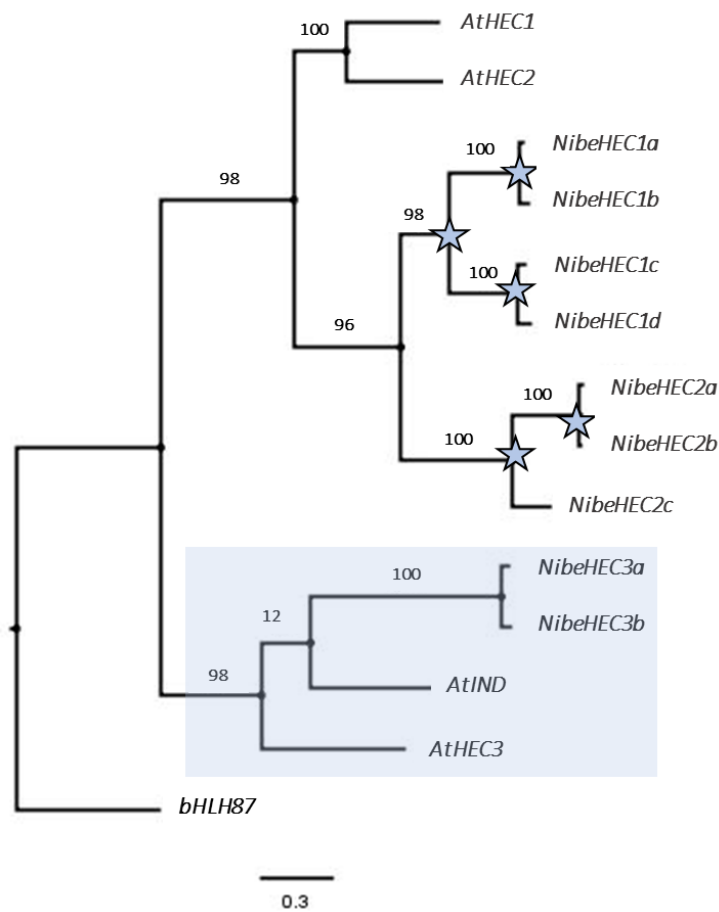 100
AtHEC1
AtHEC2
100
NibeHEC1a
98
NibeHEC1b
98
100
NibeHEC1c
96
NibeHEC1d
100
NibeHEC2a
100
NibeHEC2b
NibeHEC2c
100
NibeHEC3a
12
NibeHEC3b
98
AtIND
AtHEC3
bHLH87
0.3